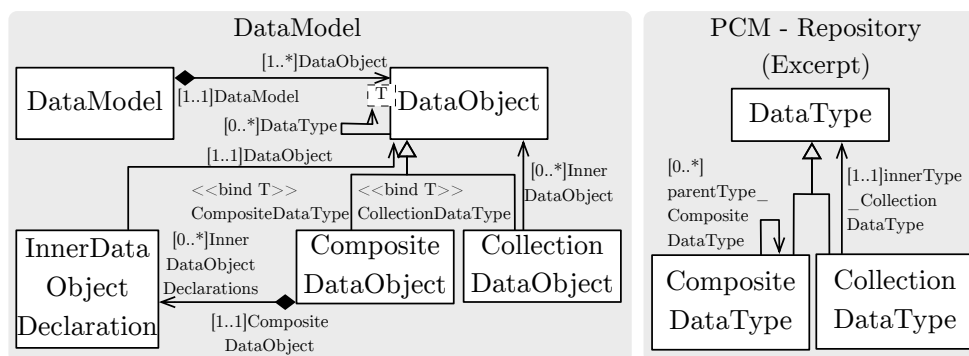 DataModel
[1..*]DataObject
DataModel
[1..1]DataModel
T
DataObject
[0..*]DataType
[1..1]DataObject
<<bind T>>
CompositeDataType
<<bind T>>
CollectionDataType
[0..*]Inner
DataObject
InnerData
Object
Declaration
[0..*]Inner
DataObject
Declarations
Composite
DataObject
Collection
DataObject
[1..1]Composite
DataObject
PCM - Repository
(Excerpt)
DataType
[0..*]
parentType_
Composite
DataType
[1..1]innerType
_Collection
DataType
Composite
DataType
Collection
DataType